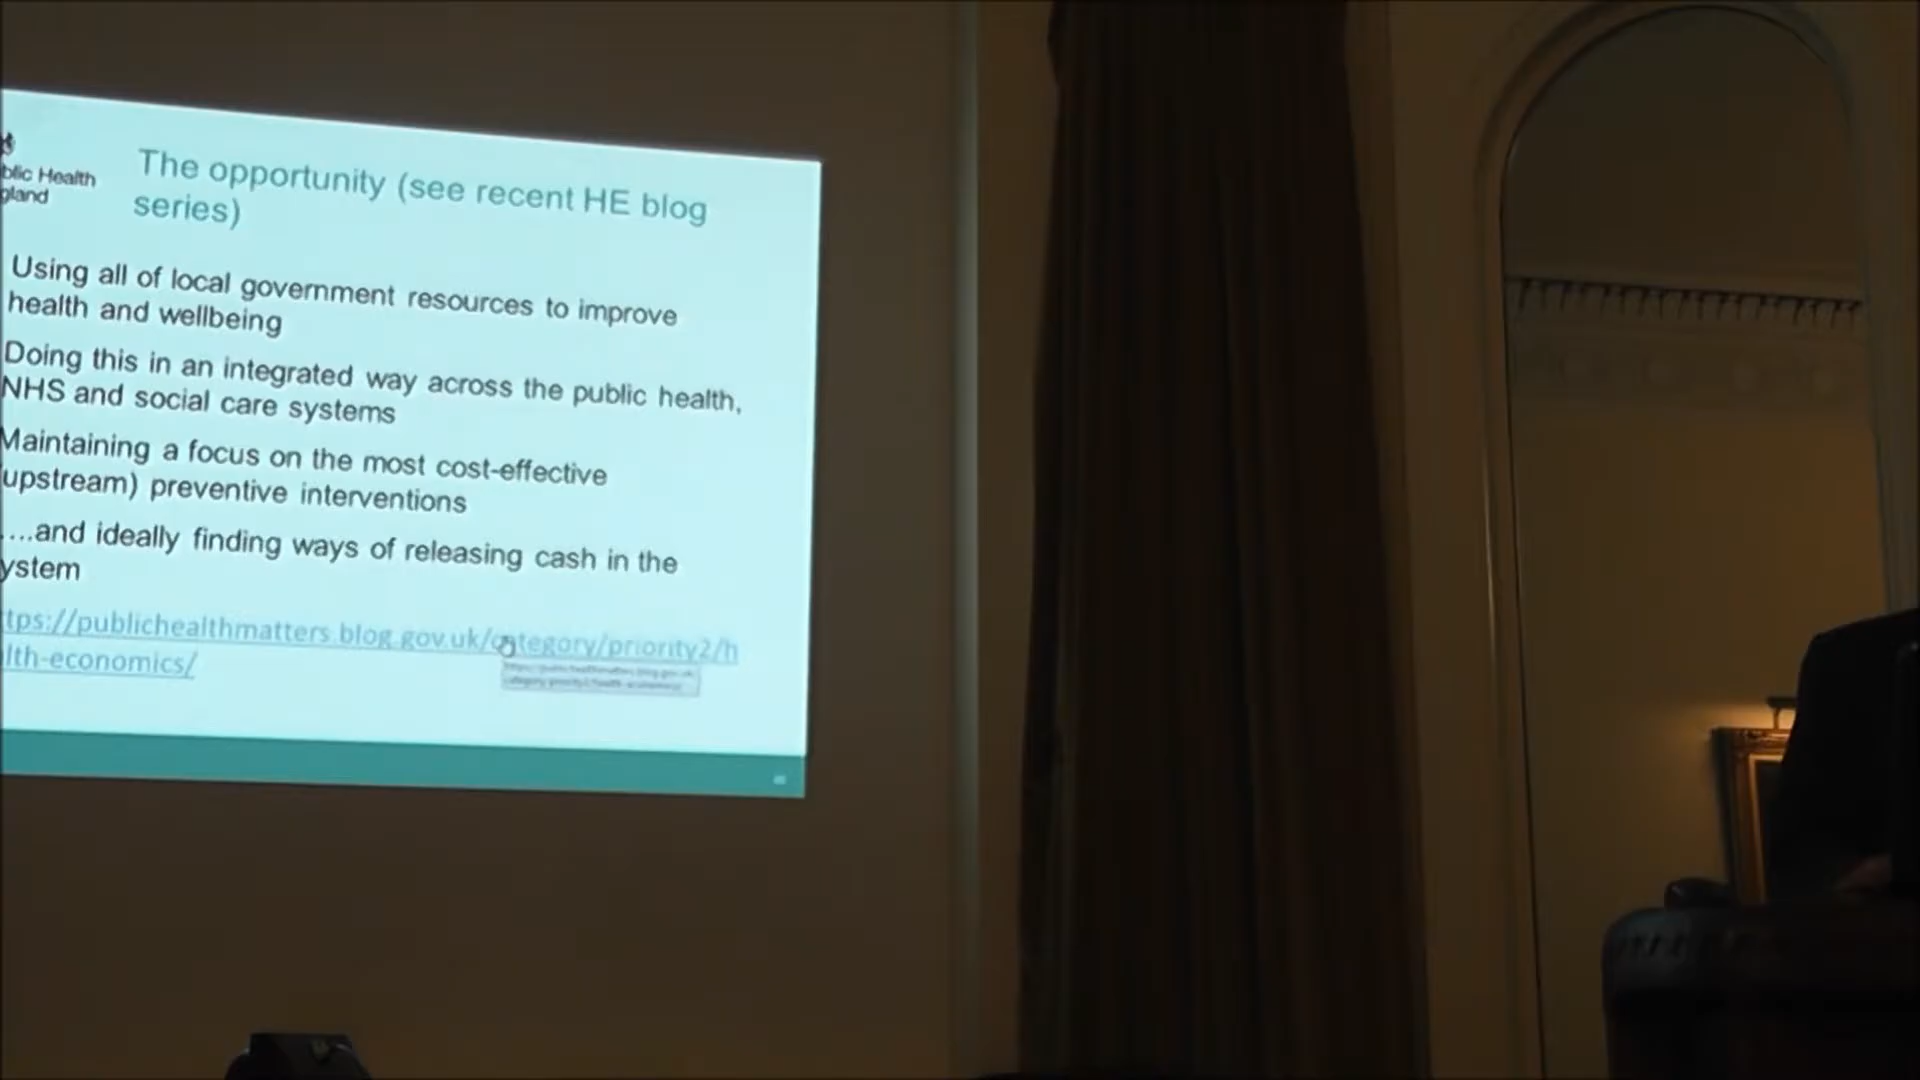 blic Health
gland
The opportunity (see recent HE blog
series)
Using all of local government resources to improve
health and wellbeing
Doing this in an integrated way across the public health,
NHS and social care systems
Maintaining a focus on the most cost-effective
upstream) preventive interventions
....and ideally finding ways of releasing cash in the
ystem
tps://publichealthmatters.blog.gov.uk/category/priority2/h
lth-economics/